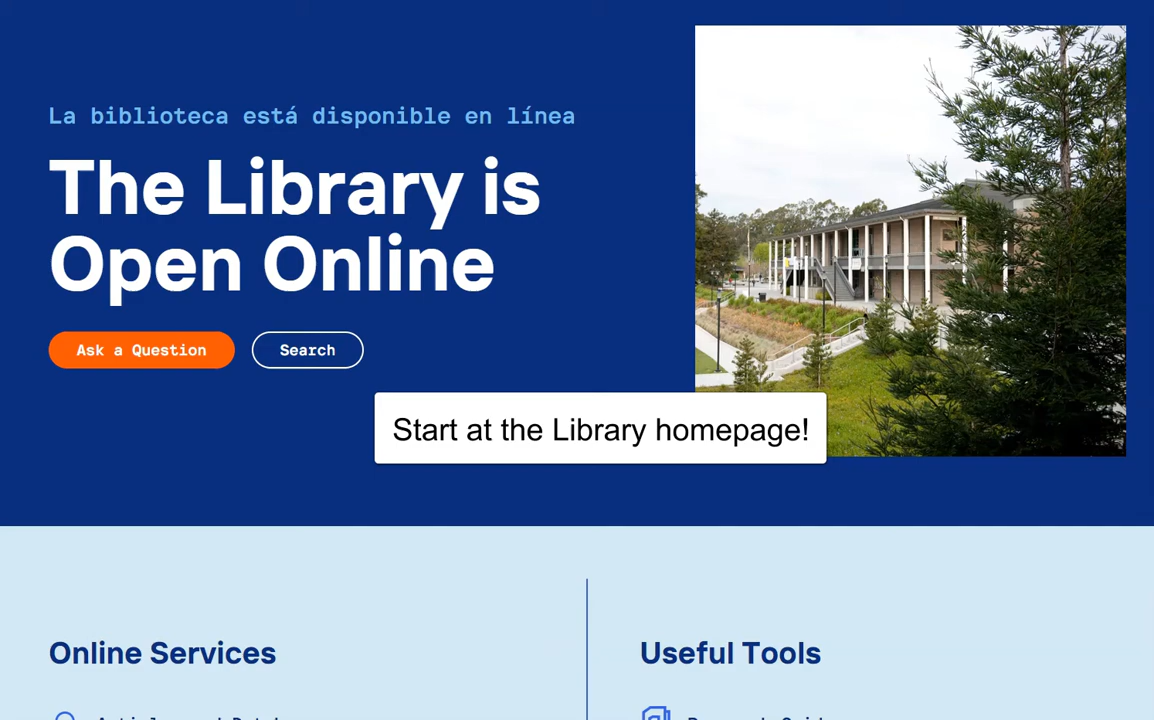 La biblioteca está disponible en línea
The Library is
Open Online
Ask a Question
Search
Start at the Library homepage!
Online Services
Useful Tools